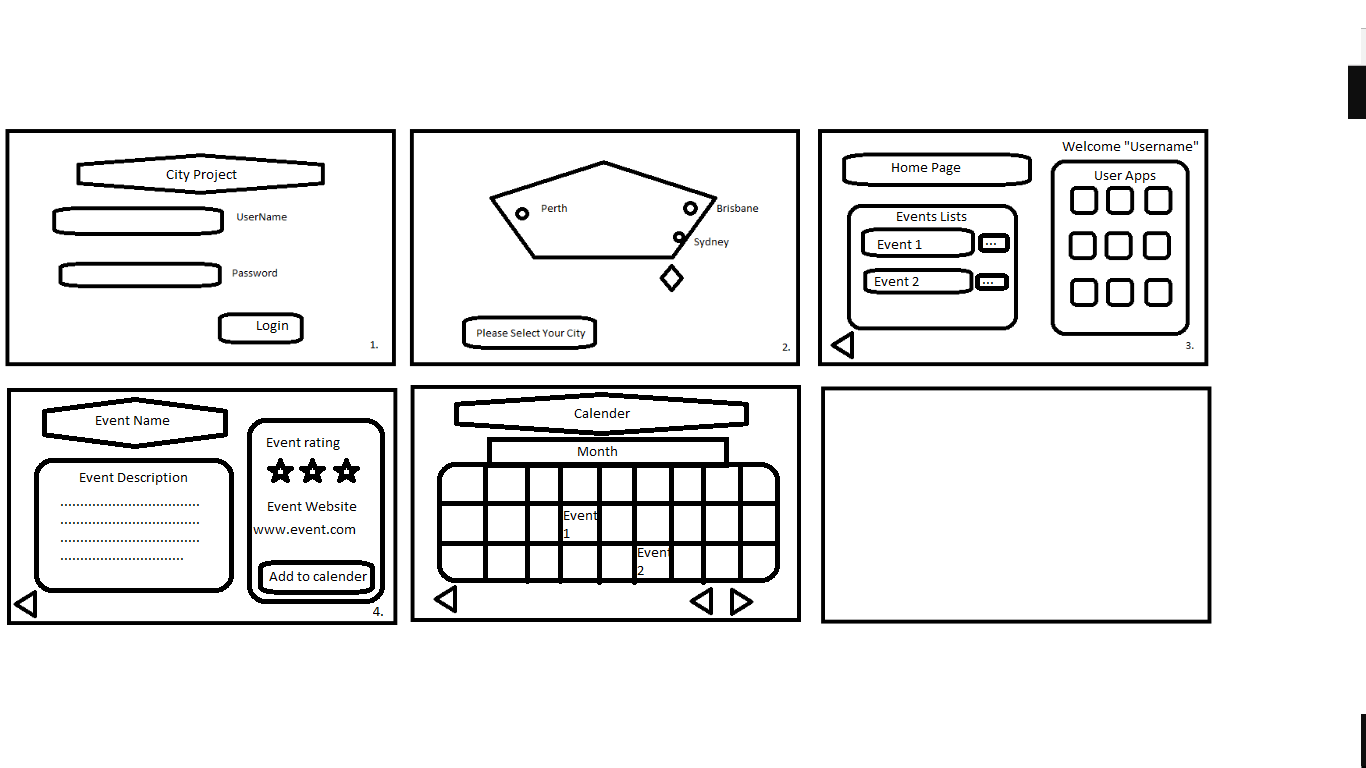 City Project
UserName
Password
Login
1.
Perth
Brisbane
Sydney
Please Select Your City
2.
Welcome "Username"
Home Page
User Apps
Events Lists
Event 1
...
Event 2
...
3.
Event Name
Event rating
Event Description
Event Website
www.event.com
Add to calender
4.
Calender
Month
Event
1
Event
2